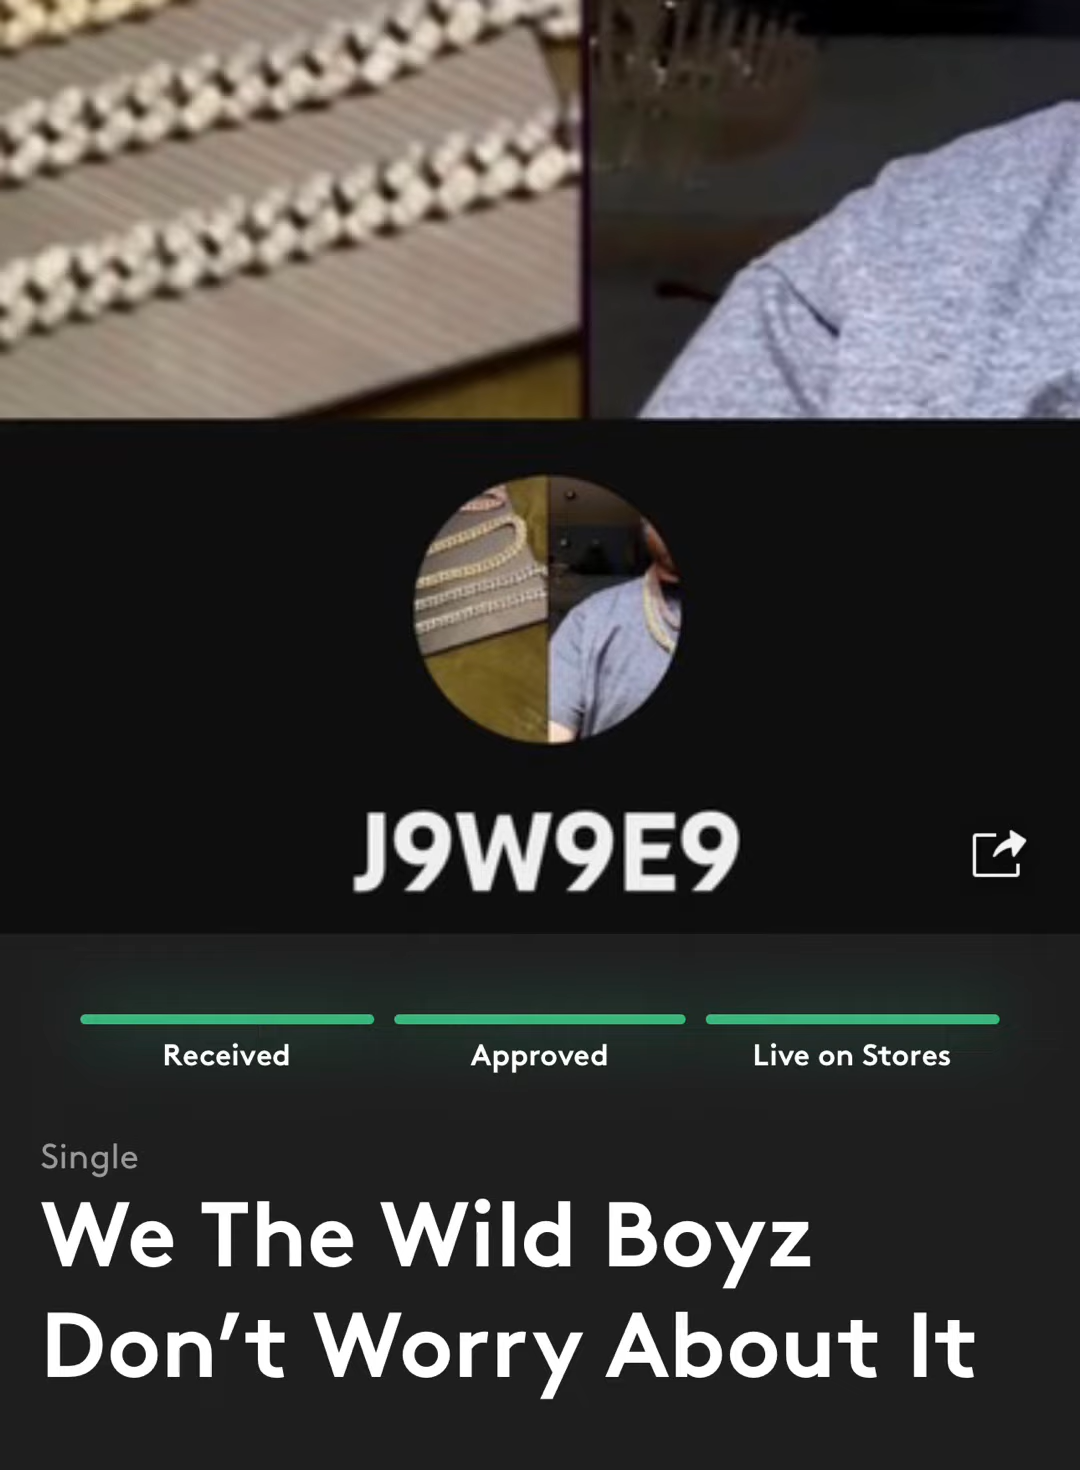 J9W9E9
Received Approved Live on Stores
Single
We The Wild Boyz
Don’t Worry About It